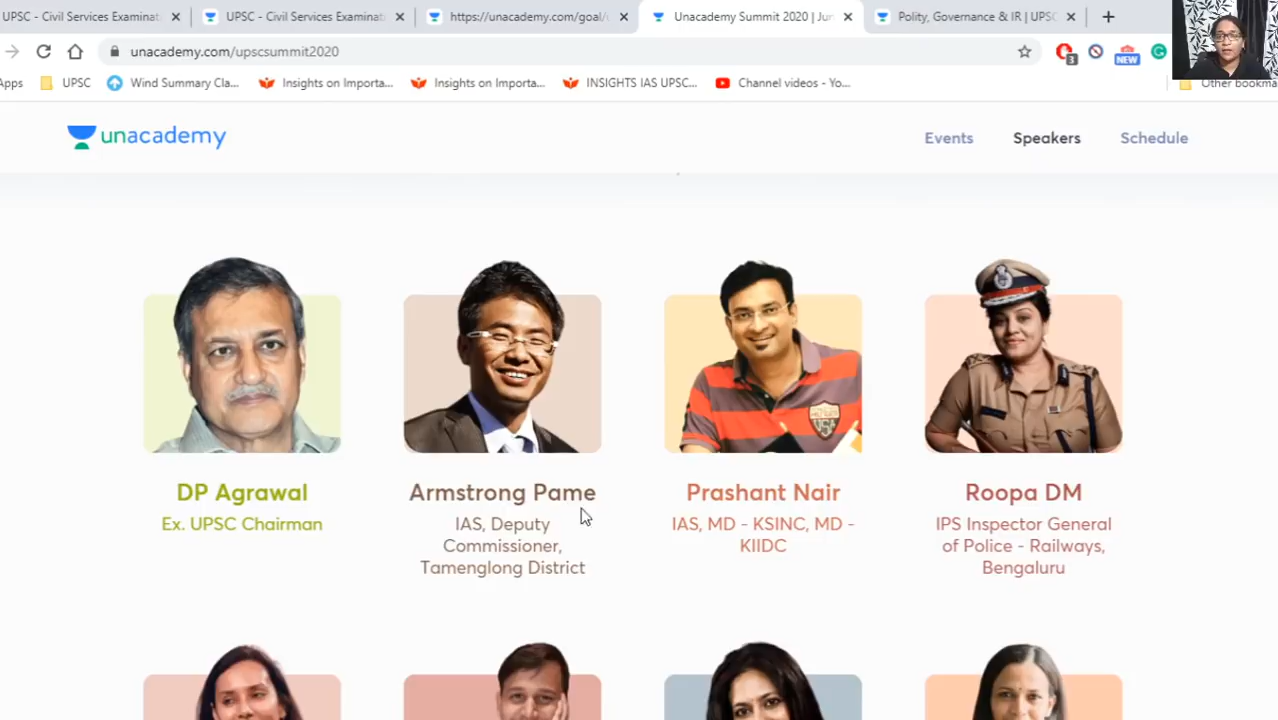 UPSC - Civil Services Examinat
UPSC - Civil Services Examinat
https://unacademy.com/goal/
Unacademy Summit 2020 | Jun
Polity, Governance & IR | UPSC
unacademy.com/upscsummit2020
3
NEW
Apps
UPSC
Wind Summary Cla...
Insights on Importa...
Insights on Importa...
INSIGHTS IAS UPSC...
Channel videos - Yo...
Other bookma
unacademy
Events
Speakers
Schedule
DP Agrawal
Ex. UPSC Chairman
Armstrong Pame
IAS, Deputy
Commissioner,
Tamenglong District
Prashant Nair
IAS, MD - KSINC, MD -
KIIDC
Roopa DM
IPS Inspector General
of Police - Railways,
Bengaluru